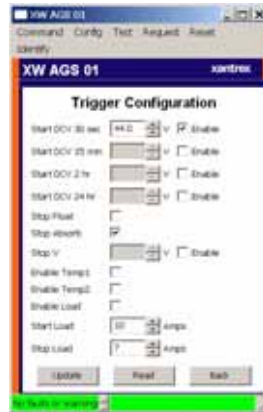 XW AGS 01
Command Config Test Request Reset
Identify
XW AGS 01 xantrex
Trigger Configuration
Start DCV 30 sec 44.0 V Enable
Start DCV 15 min V Enable
Start DCV 2 hr V Enable
Start DCV 24 hr V Enable
Stop Float
Stop Absorb
Stop V V Enable
Enable Temp1
Enable Temp2
Enable Load
Start Load Amps
Stop Load Amps
Update Read Back
No faults or warning